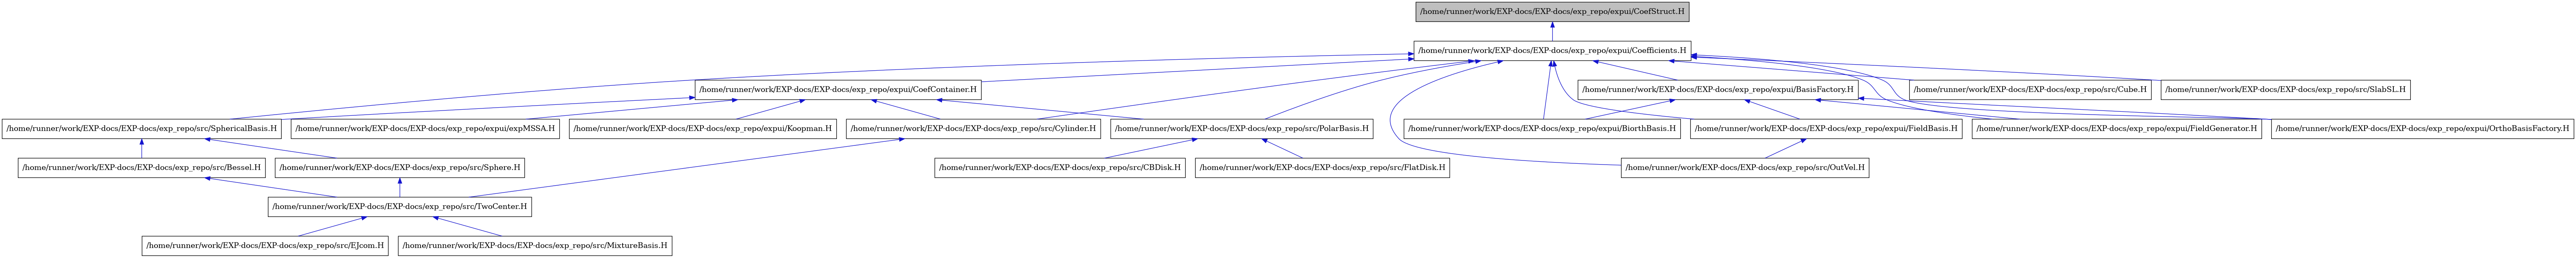 /home/runner/work/EXP-docs/EXP-docs/exp_repo/expui/CoefStruct.H
/home/runner/work/EXP-docs/EXP-docs/exp_repo/expui/Coefficients.H
/home/runner/work/EXP-docs/EXP-docs/exp_repo/expui/CoefContainer.H
/home/runner/work/EXP-docs/EXP-docs/exp_repo/expui/BasisFactory.H
/home/runner/work/EXP-docs/EXP-docs/exp_repo/src/Cube.H
/home/runner/work/EXP-docs/EXP-docs/exp_repo/src/SlabSL.H
/home/runner/work/EXP-docs/EXP-docs/exp_repo/src/SphericalBasis.H
/home/runner/work/EXP-docs/EXP-docs/exp_repo/expui/expMSSA.H
/home/runner/work/EXP-docs/EXP-docs/exp_repo/expui/Koopman.H
/home/runner/work/EXP-docs/EXP-docs/exp_repo/src/Cylinder.H
/home/runner/work/EXP-docs/EXP-docs/exp_repo/src/PolarBasis.H
/home/runner/work/EXP-docs/EXP-docs/exp_repo/expui/BiorthBasis.H
/home/runner/work/EXP-docs/EXP-docs/exp_repo/expui/FieldBasis.H
/home/runner/work/EXP-docs/EXP-docs/exp_repo/expui/FieldGenerator.H
/home/runner/work/EXP-docs/EXP-docs/exp_repo/expui/OrthoBasisFactory.H
/home/runner/work/EXP-docs/EXP-docs/exp_repo/src/Bessel.H
/home/runner/work/EXP-docs/EXP-docs/exp_repo/src/Sphere.H
/home/runner/work/EXP-docs/EXP-docs/exp_repo/src/CBDisk.H
/home/runner/work/EXP-docs/EXP-docs/exp_repo/src/FlatDisk.H
/home/runner/work/EXP-docs/EXP-docs/exp_repo/src/OutVel.H
/home/runner/work/EXP-docs/EXP-docs/exp_repo/src/TwoCenter.H
/home/runner/work/EXP-docs/EXP-docs/exp_repo/src/EJcom.H
/home/runner/work/EXP-docs/EXP-docs/exp_repo/src/MixtureBasis.H